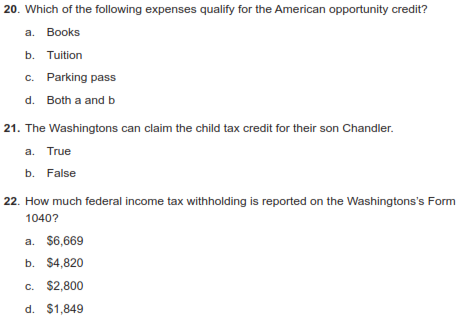 20. Which of the following expenses qualify for the American opportunity credit?
a. Books
b. Tuition
c. Parking pass
d. Both a and b
21. The Washingtons can claim the child tax credit for their son Chandler.
a. True
b. False
22. How much federal income tax withholding is reported on the Washingtons's Form
1040?
a. $6,669
b. $4,820
c. $2,800
d. $1,849